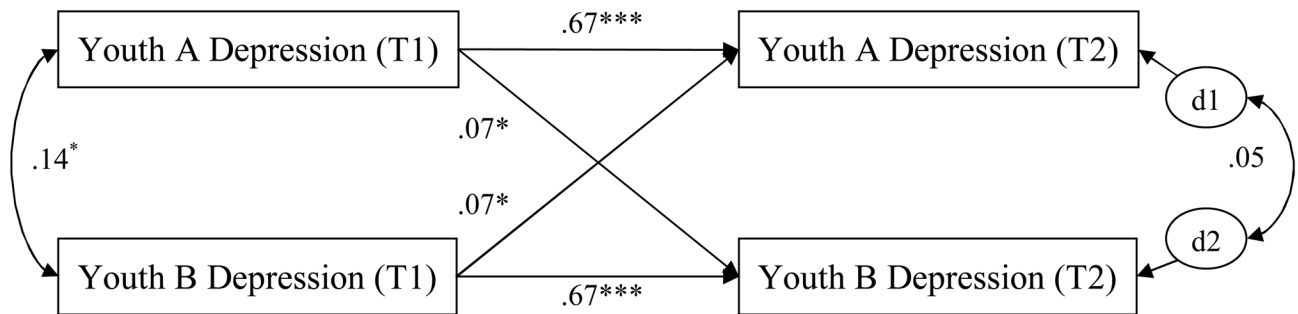 .67***
Youth A Depression (T1)
Youth A Depression (T2)
d1
.07*
.14*
.05
.07*
d2
Youth B Depression (T1)
Youth B Depression (T2)
.67***